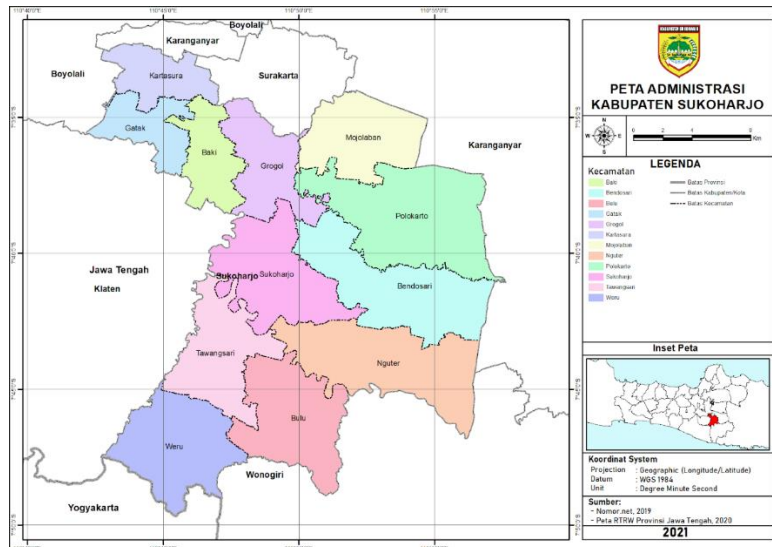 Boyolali
Karanganyar
Boyolali
Kartasura
Surakarta
Gatak
Baki
Grogol
Mojolaban
Karanganyar
Polokarto
Jawa Tengah
Klaten
Sukoharjo
Sukoharjo
Bendosari
Tawangsari
Nguter
Bulu
Weru
Wonogiri
Yogyakarta
PETA ADMINISTRASI
KABUPATEN SUKOHARJO
N
W E
S
Km
LEGENDA
Kecamatan
Baki
Bendosari
Bulu
Gatak
Grogol
Kartasura
Mojolaban
Nguter
Polokarto
Sukoharjo
Tawangsari
Weru
Batas Provinsi
Batas Kabupaten/Kota
Batas Kecamatan
Inset Peta
Koordinat System
Projection : Geographic (Longitude/Latitude)
Datum : WGS 1984
Unit : Degree Minute Second
Sumber:
- Nomor.net, 2019
- Peta RTRW Provinsi Jawa Tengah, 2020
2021